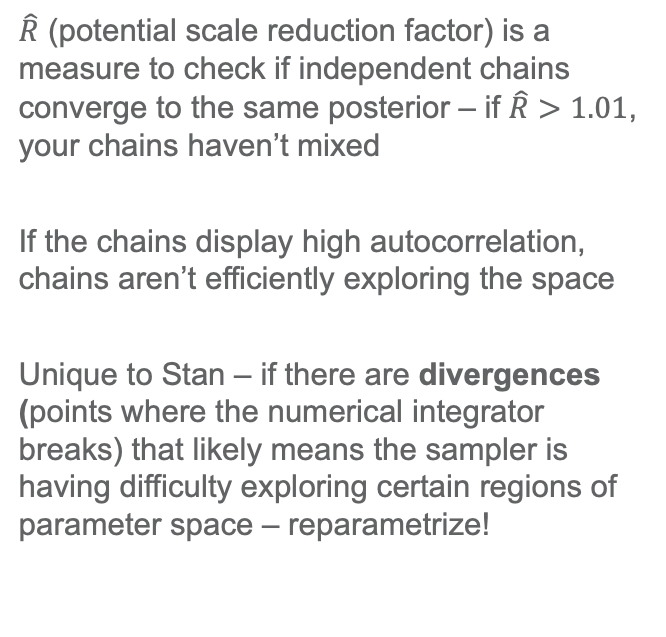 R̂ (potential scale reduction factor) is a
measure to check if independent chains
converge to the same posterior – if R̂ > 1.01,
your chains haven’t mixed
If the chains display high autocorrelation,
chains aren’t efficiently exploring the space
Unique to Stan – if there are divergences
(points where the numerical integrator
breaks) that likely means the sampler is
having difficulty exploring certain regions of
parameter space – reparametrize!